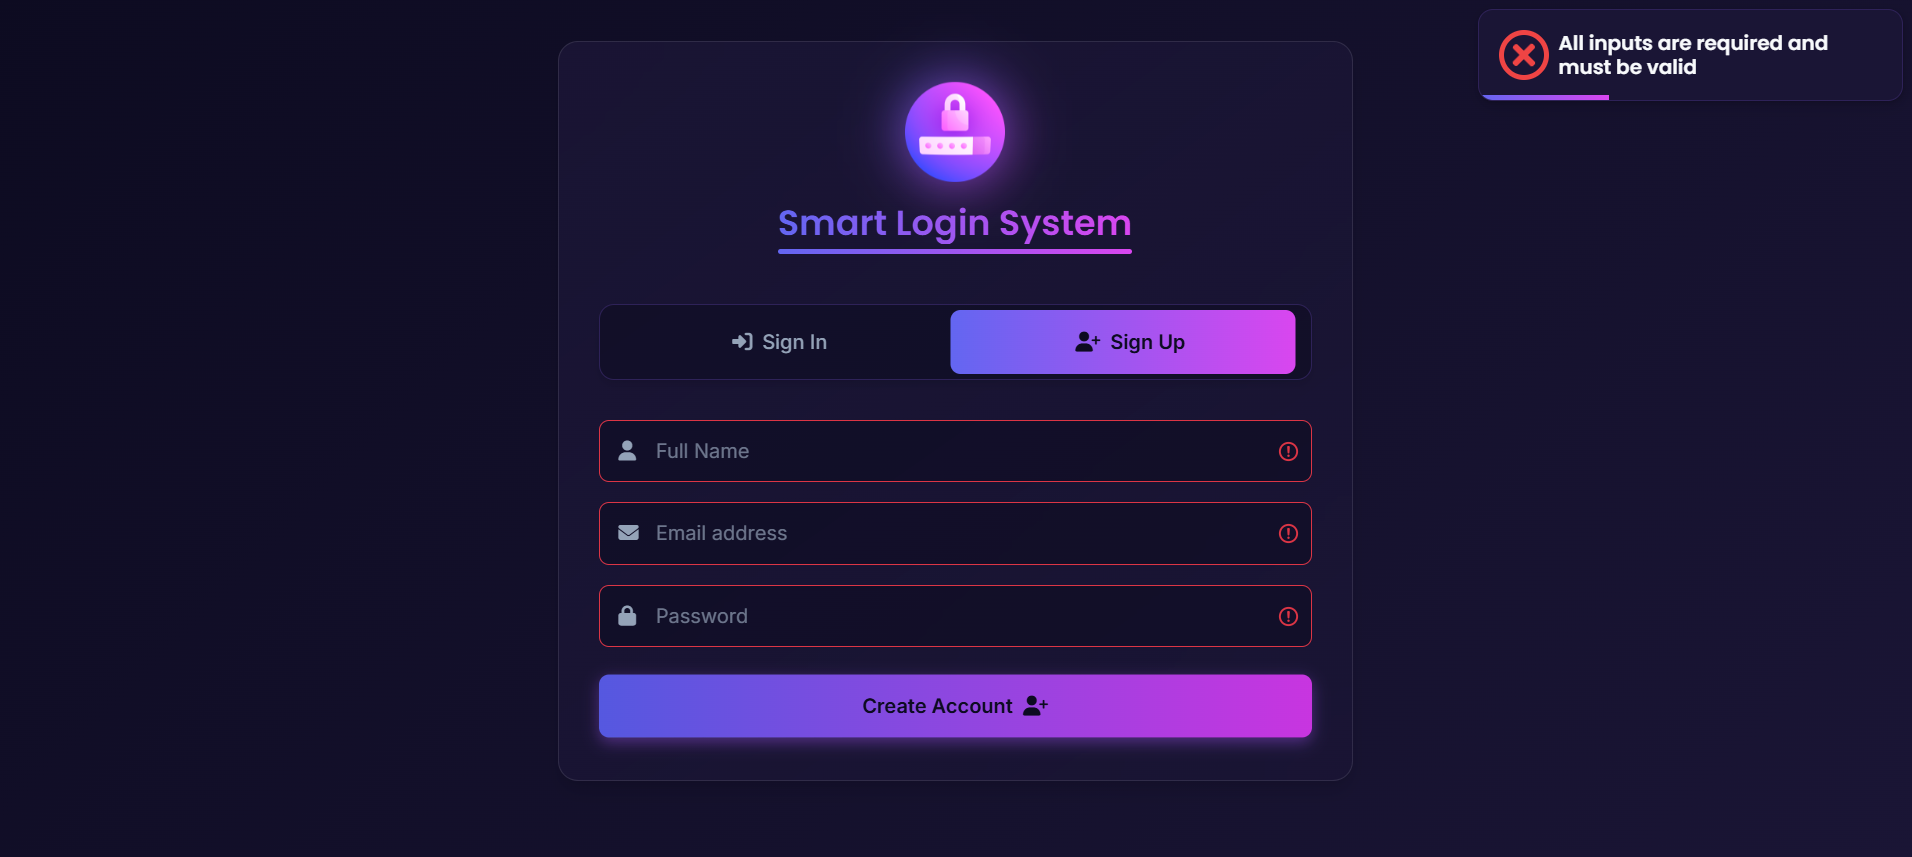 All inputs are required and
must be valid
Smart Login System
Sign In
Sign Up
Full Name
Email address
Password
Create Account